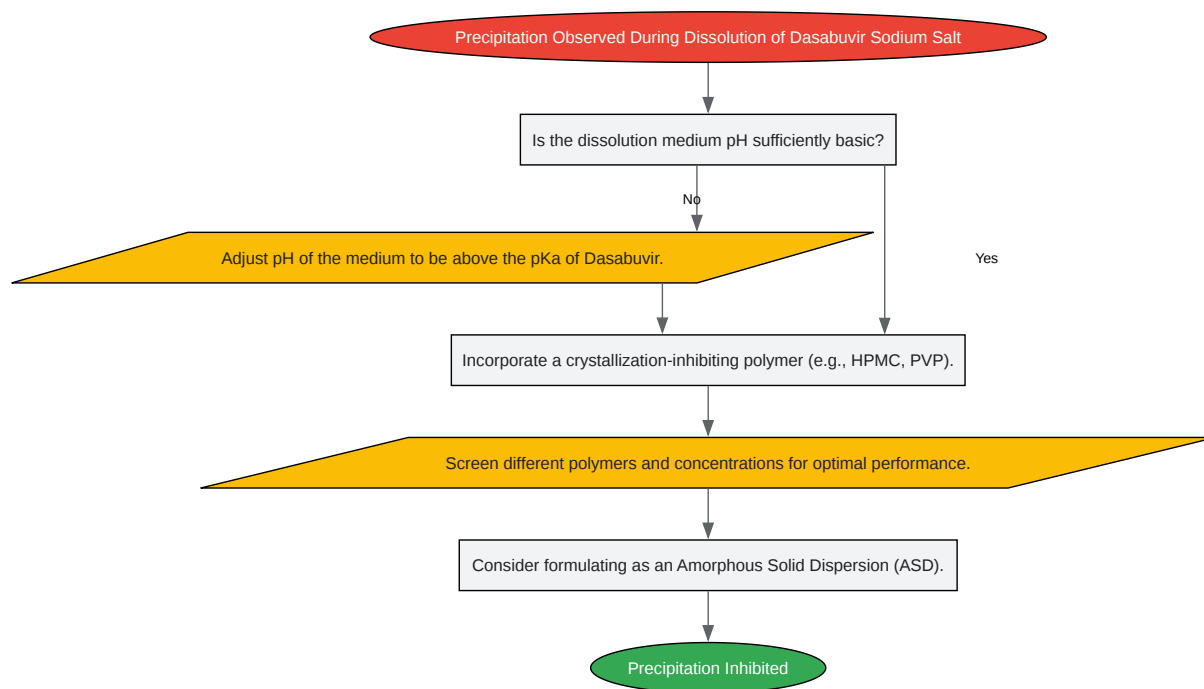 Precipitation Observed During Dissolution of Dasabuvir Sodium Salt
Is the dissolution medium pH sufficiently basic?
No
Adjust pH of the medium to be above the pKa of Dasabuvir.
Yes
Incorporate a crystallization-inhibiting polymer (e.g., HPMC, PVP).
Screen different polymers and concentrations for optimal performance.
Consider formulating as an Amorphous Solid Dispersion (ASD).
Precipitation Inhibited